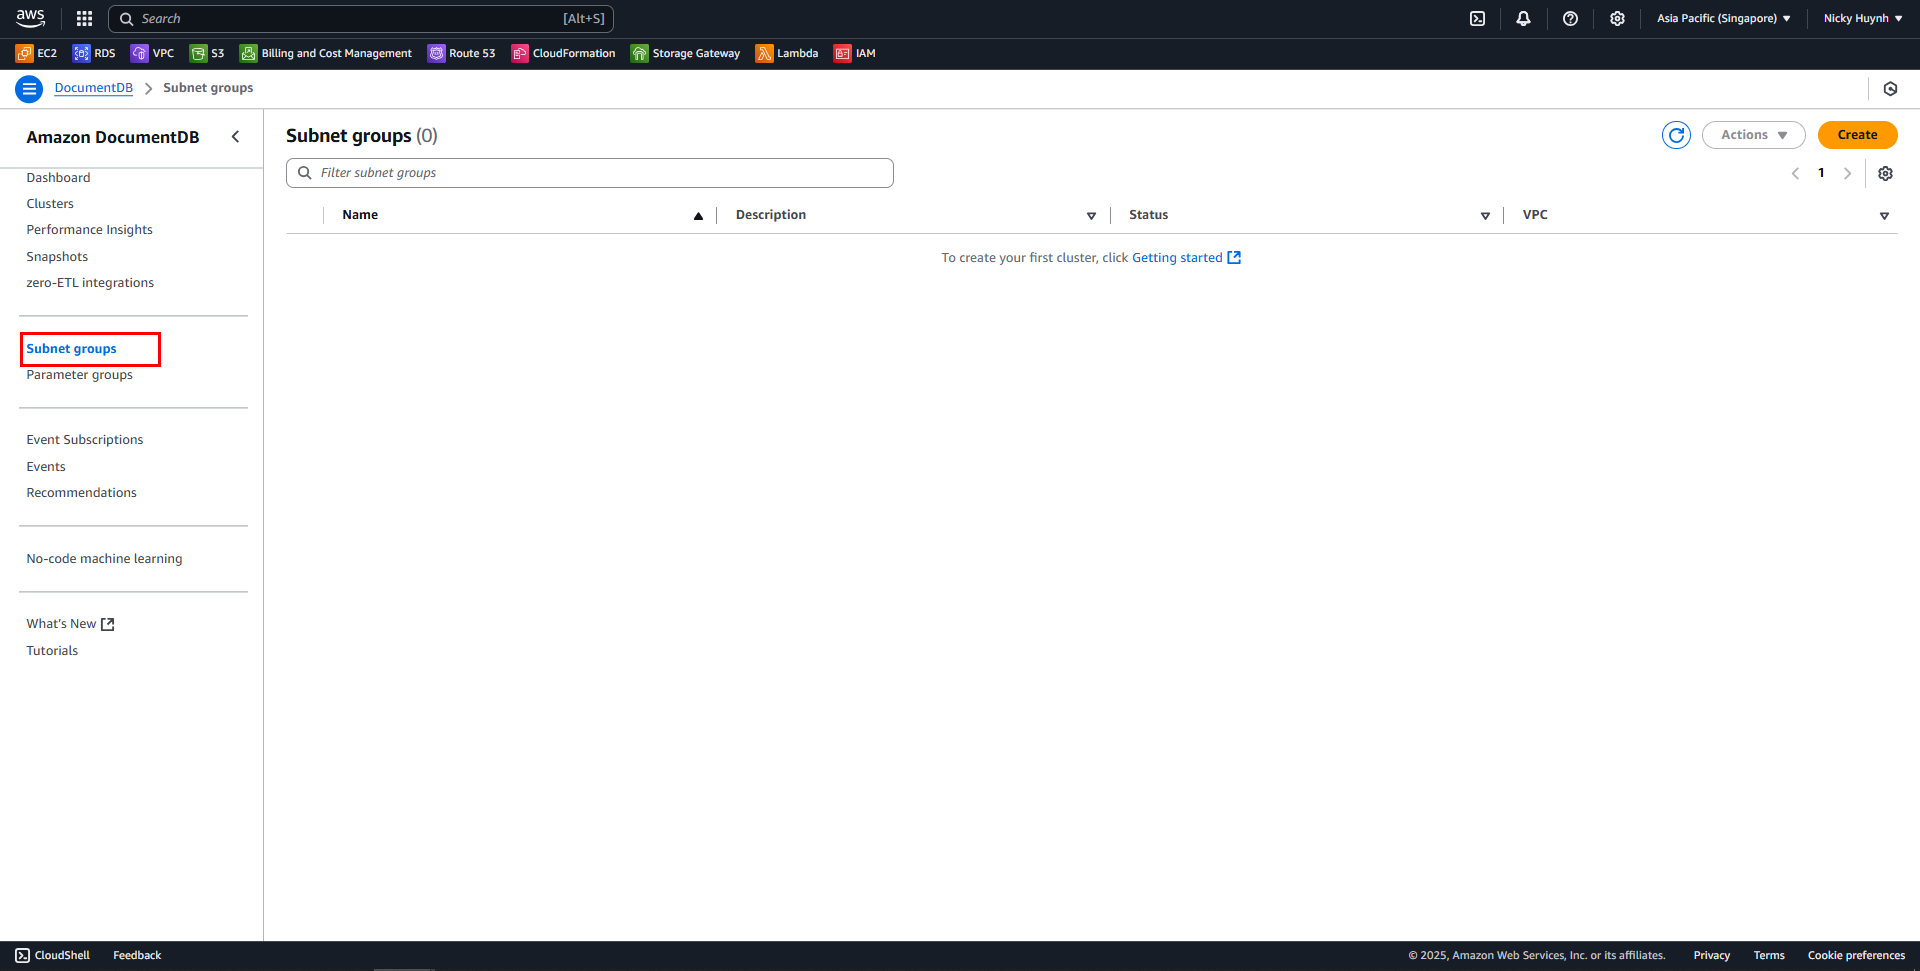 aws
Search [Alt+S]
Asia Pacific (Singapore)
Nicky Huynh
EC2 RDS VPC S3 Billing and Cost Management Route 53 CloudFormation Storage Gateway Lambda IAM
DocumentDB > Subnet groups
Amazon DocumentDB
Dashboard
Clusters
Performance Insights
Snapshots
zero-ETL integrations
Subnet groups
Parameter groups
Event Subscriptions
Events
Recommendations
No-code machine learning
What's New
Tutorials
Subnet groups (0)
Actions
Create
Filter subnet groups
1
Name Description Status VPC
To create your first cluster, click Getting started
CloudShell Feedback
© 2025, Amazon Web Services, Inc. or its affiliates. Privacy Terms Cookie preferences